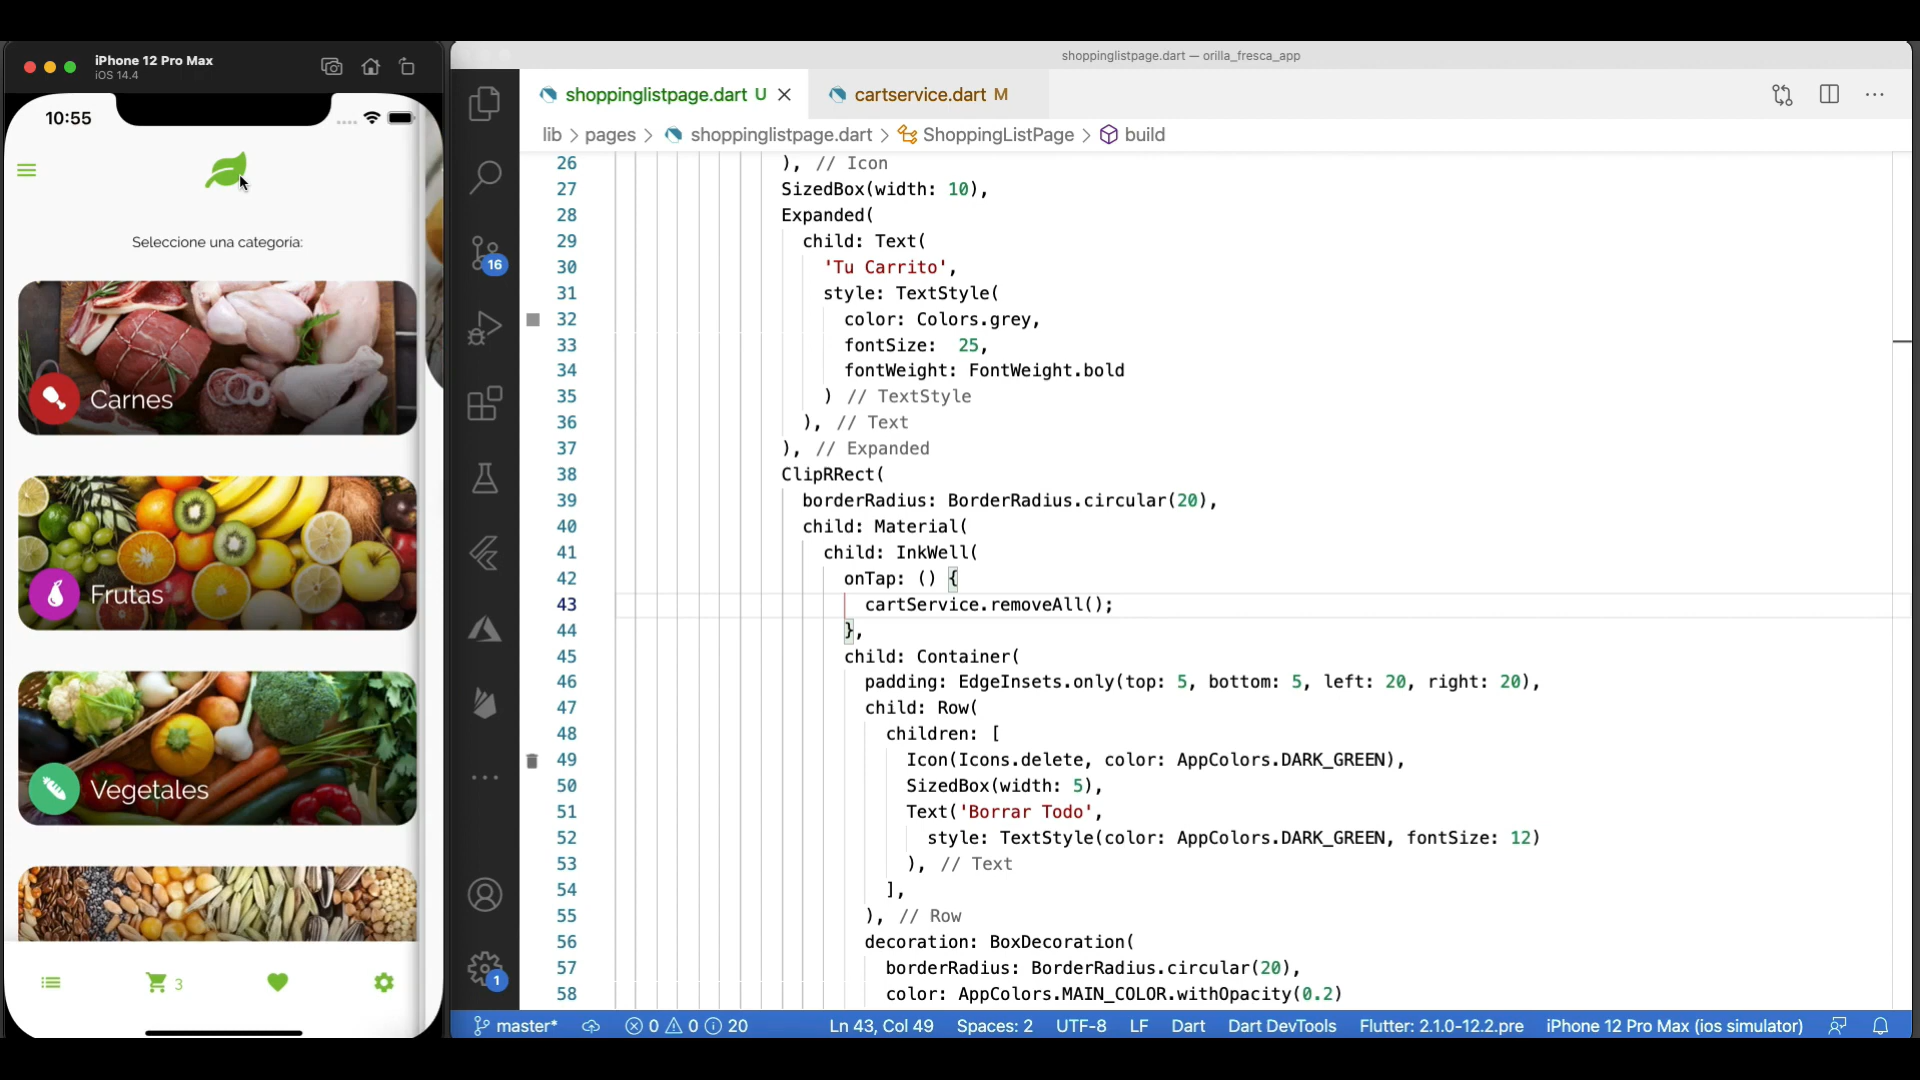 iPhone 12 Pro Max
iOS 14.4
10:55
Seleccione una categoria:
Carnes
Frutas
Vegetales
3
shoppinglistpage.dart — orilla_fresca_app
shoppinglistpage.dart U
cartservice.dart M
lib > pages > shoppinglistpage.dart > ShoppingListPage > build
16
1
26 ), // Icon
27 SizedBox(width: 10),
28 Expanded(
29 child: Text(
30 'Tu Carrito',
31 style: TextStyle(
32 color: Colors.grey,
33 fontSize:  25,
34 fontWeight: FontWeight.bold
35 ) // TextStyle
36 ), // Text
37 ), // Expanded
38 ClipRRect(
39 borderRadius: BorderRadius.circular(20),
40 child: Material(
41 child: InkWell(
42 onTap: () {
43 cartService.removeAll();
44 },
45 child: Container(
46 padding: EdgeInsets.only(top: 5, bottom: 5, left: 20, right: 20),
47 child: Row(
48 children: [
49 Icon(Icons.delete, color: AppColors.DARK_GREEN),
50 SizedBox(width: 5),
51 Text('Borrar Todo',
52 style: TextStyle(color: AppColors.DARK_GREEN, fontSize: 12)
53 ), // Text
54 ],
55 ), // Row
56 decoration: BoxDecoration(
57 borderRadius: BorderRadius.circular(20),
58 color: AppColors.MAIN_COLOR.withOpacity(0.2)
master* 0 0 20 Ln 43, Col 49 Spaces: 2 UTF-8 LF Dart Dart DevTools Flutter: 2.1.0-12.2.pre iPhone 12 Pro Max (ios simulator)